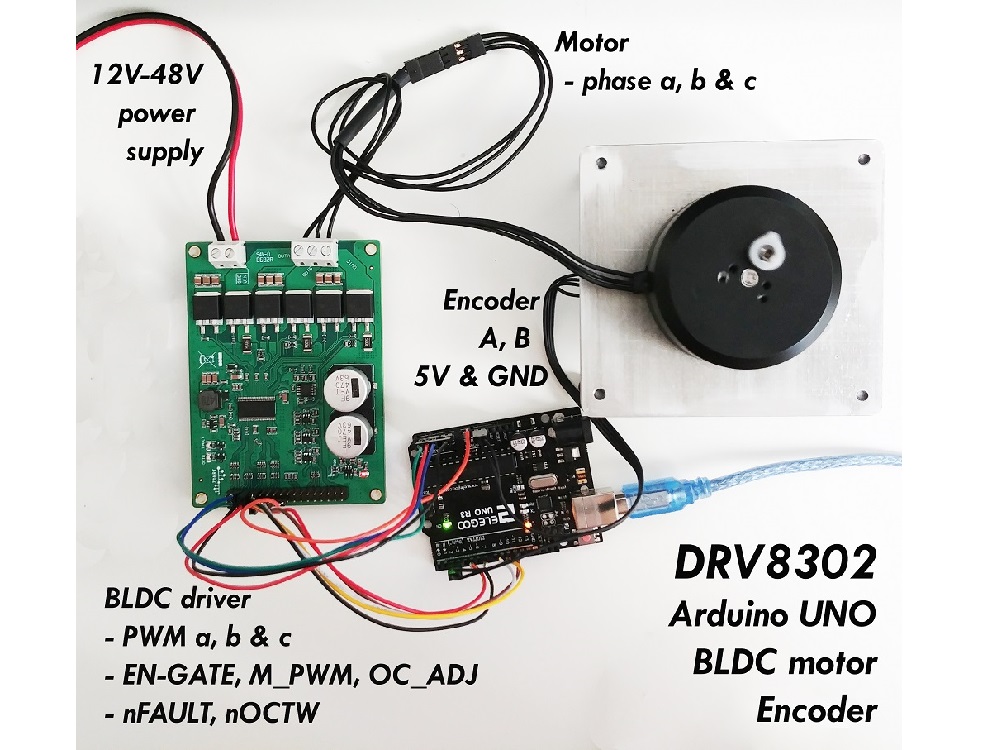 12V-48V
power
supply
Motor
- phase a, b & c
Encoder
A, B
5V & GND
ELEGOO
UNO R3
BLDC driver
- PWM a, b & c
- EN-GATE, M_PWM, OC_ADJ
- nFAULT, nOCTW
DRV8302
Arduino UNO
BLDC motor
Encoder